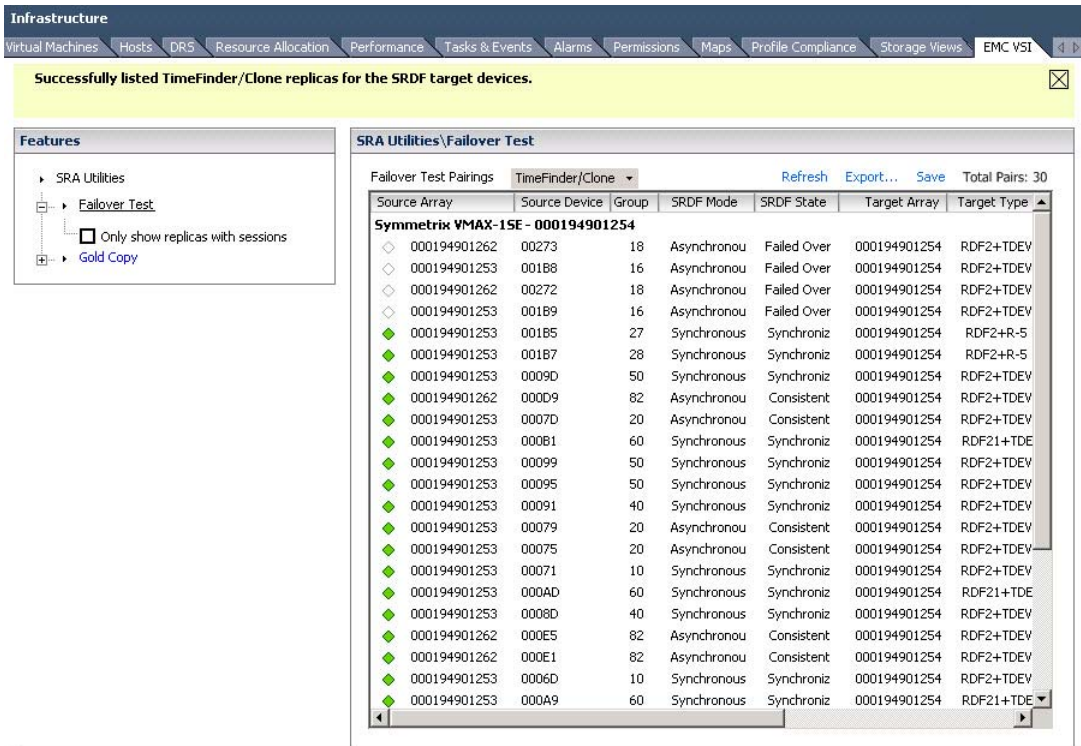 Infrastructure
Virtual Machines Hosts DRS Resource Allocation Performance Tasks & Events Alarms Permissions Maps Profile Compliance Storage Views EMC VSI
Successfully listed TimeFinder/Clone replicas for the SRDF target devices.
Features
SRA Utilities
Failover Test
Only show replicas with sessions
Gold Copy
SRA Utilities\Failover Test
Failover Test Pairings TimeFinder/Clone Refresh Export... Save Total Pairs: 30
Source Array Source Device Group SRDF Mode SRDF State Target Array Target Type
Symmetrix VMAX-1SE - 000194901254
000194901262 00273 18 Asynchronou Failed Over 000194901254 RDF2+TDEV
000194901253 001B8 16 Asynchronou Failed Over 000194901254 RDF2+TDEV
000194901262 00272 18 Asynchronou Failed Over 000194901254 RDF2+TDEV
000194901253 001B9 16 Asynchronou Failed Over 000194901254 RDF2+TDEV
000194901253 001B5 27 Synchronous Synchroniz 000194901254 RDF2+R-5
000194901253 001B7 28 Synchronous Synchroniz 000194901254 RDF2+R-5
000194901253 0009D 50 Synchronous Synchroniz 000194901254 RDF2+TDEV
000194901262 000D9 82 Asynchronou Consistent 000194901254 RDF2+TDEV
000194901253 0007D 20 Asynchronou Consistent 000194901254 RDF2+TDEV
000194901253 000B1 60 Synchronous Synchroniz 000194901254 RDF21+TDE
000194901253 00099 50 Synchronous Synchroniz 000194901254 RDF2+TDEV
000194901253 00095 50 Synchronous Synchroniz 000194901254 RDF2+TDEV
000194901253 00091 40 Synchronous Synchroniz 000194901254 RDF2+TDEV
000194901253 00079 20 Asynchronou Consistent 000194901254 RDF2+TDEV
000194901253 00075 20 Asynchronou Consistent 000194901254 RDF2+TDEV
000194901253 00071 10 Synchronous Synchroniz 000194901254 RDF2+TDEV
000194901253 000AD 60 Synchronous Synchroniz 000194901254 RDF21+TDE
000194901253 0008D 40 Synchronous Synchroniz 000194901254 RDF2+TDEV
000194901262 000E5 82 Asynchronou Consistent 000194901254 RDF2+TDEV
000194901262 000E1 82 Asynchronou Consistent 000194901254 RDF2+TDEV
000194901253 0006D 10 Synchronous Synchroniz 000194901254 RDF2+TDEV
000194901253 000A9 60 Synchronous Synchroniz 000194901254 RDF21+TDE